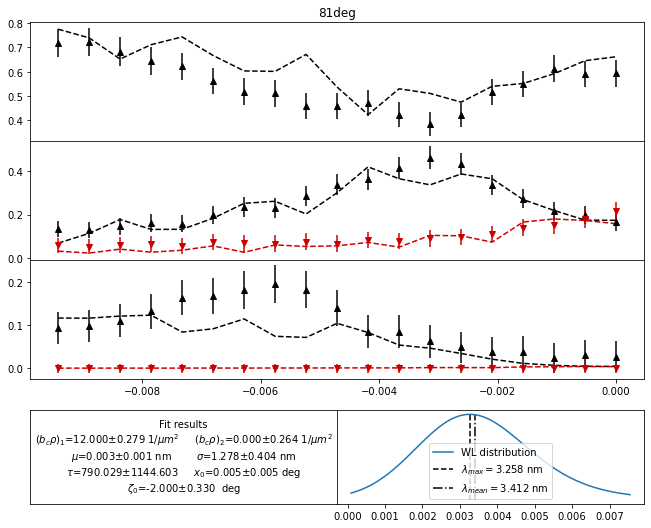 81deg
0.8
0.7
0.6
0.5
0.4
0.4
0.2
0.0
0.2
0.1
0.0
−0.008 −0.006 −0.004 −0.002 0.000
Fit results
(b_cρ)_1=12.000±0.279 1/μm^2 (b_cρ)_2=0.000±0.264 1/μm^2
μ=0.003±0.001 nm σ=1.278±0.404 nm
τ=790.029±1144.603 x_0=0.005±0.005 deg
ζ_0=-2.000±0.330 deg
WL distribution
λ_max = 3.258 nm
λ_mean = 3.412 nm
0.000 0.001 0.002 0.003 0.004 0.005 0.006 0.007